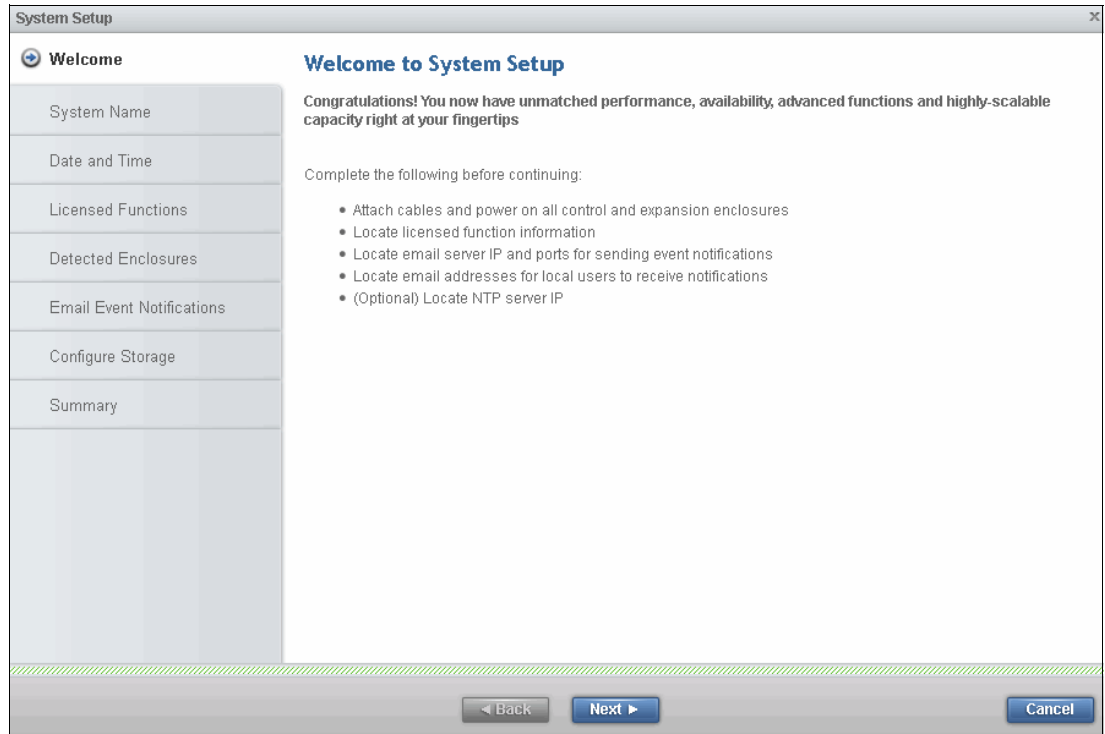 System Setup
x
Welcome
System Name
Date and Time
Licensed Functions
Detected Enclosures
Email Event Notifications
Configure Storage
Summary
Welcome to System Setup
Congratulations! You now have unmatched performance, availability, advanced functions and highly-scalable
capacity right at your fingertips
Complete the following before continuing:
• Attach cables and power on all control and expansion enclosures
• Locate licensed function information
• Locate email server IP and ports for sending event notifications
• Locate email addresses for local users to receive notifications
• (Optional) Locate NTP server IP
◄ Back
Next ►
Cancel